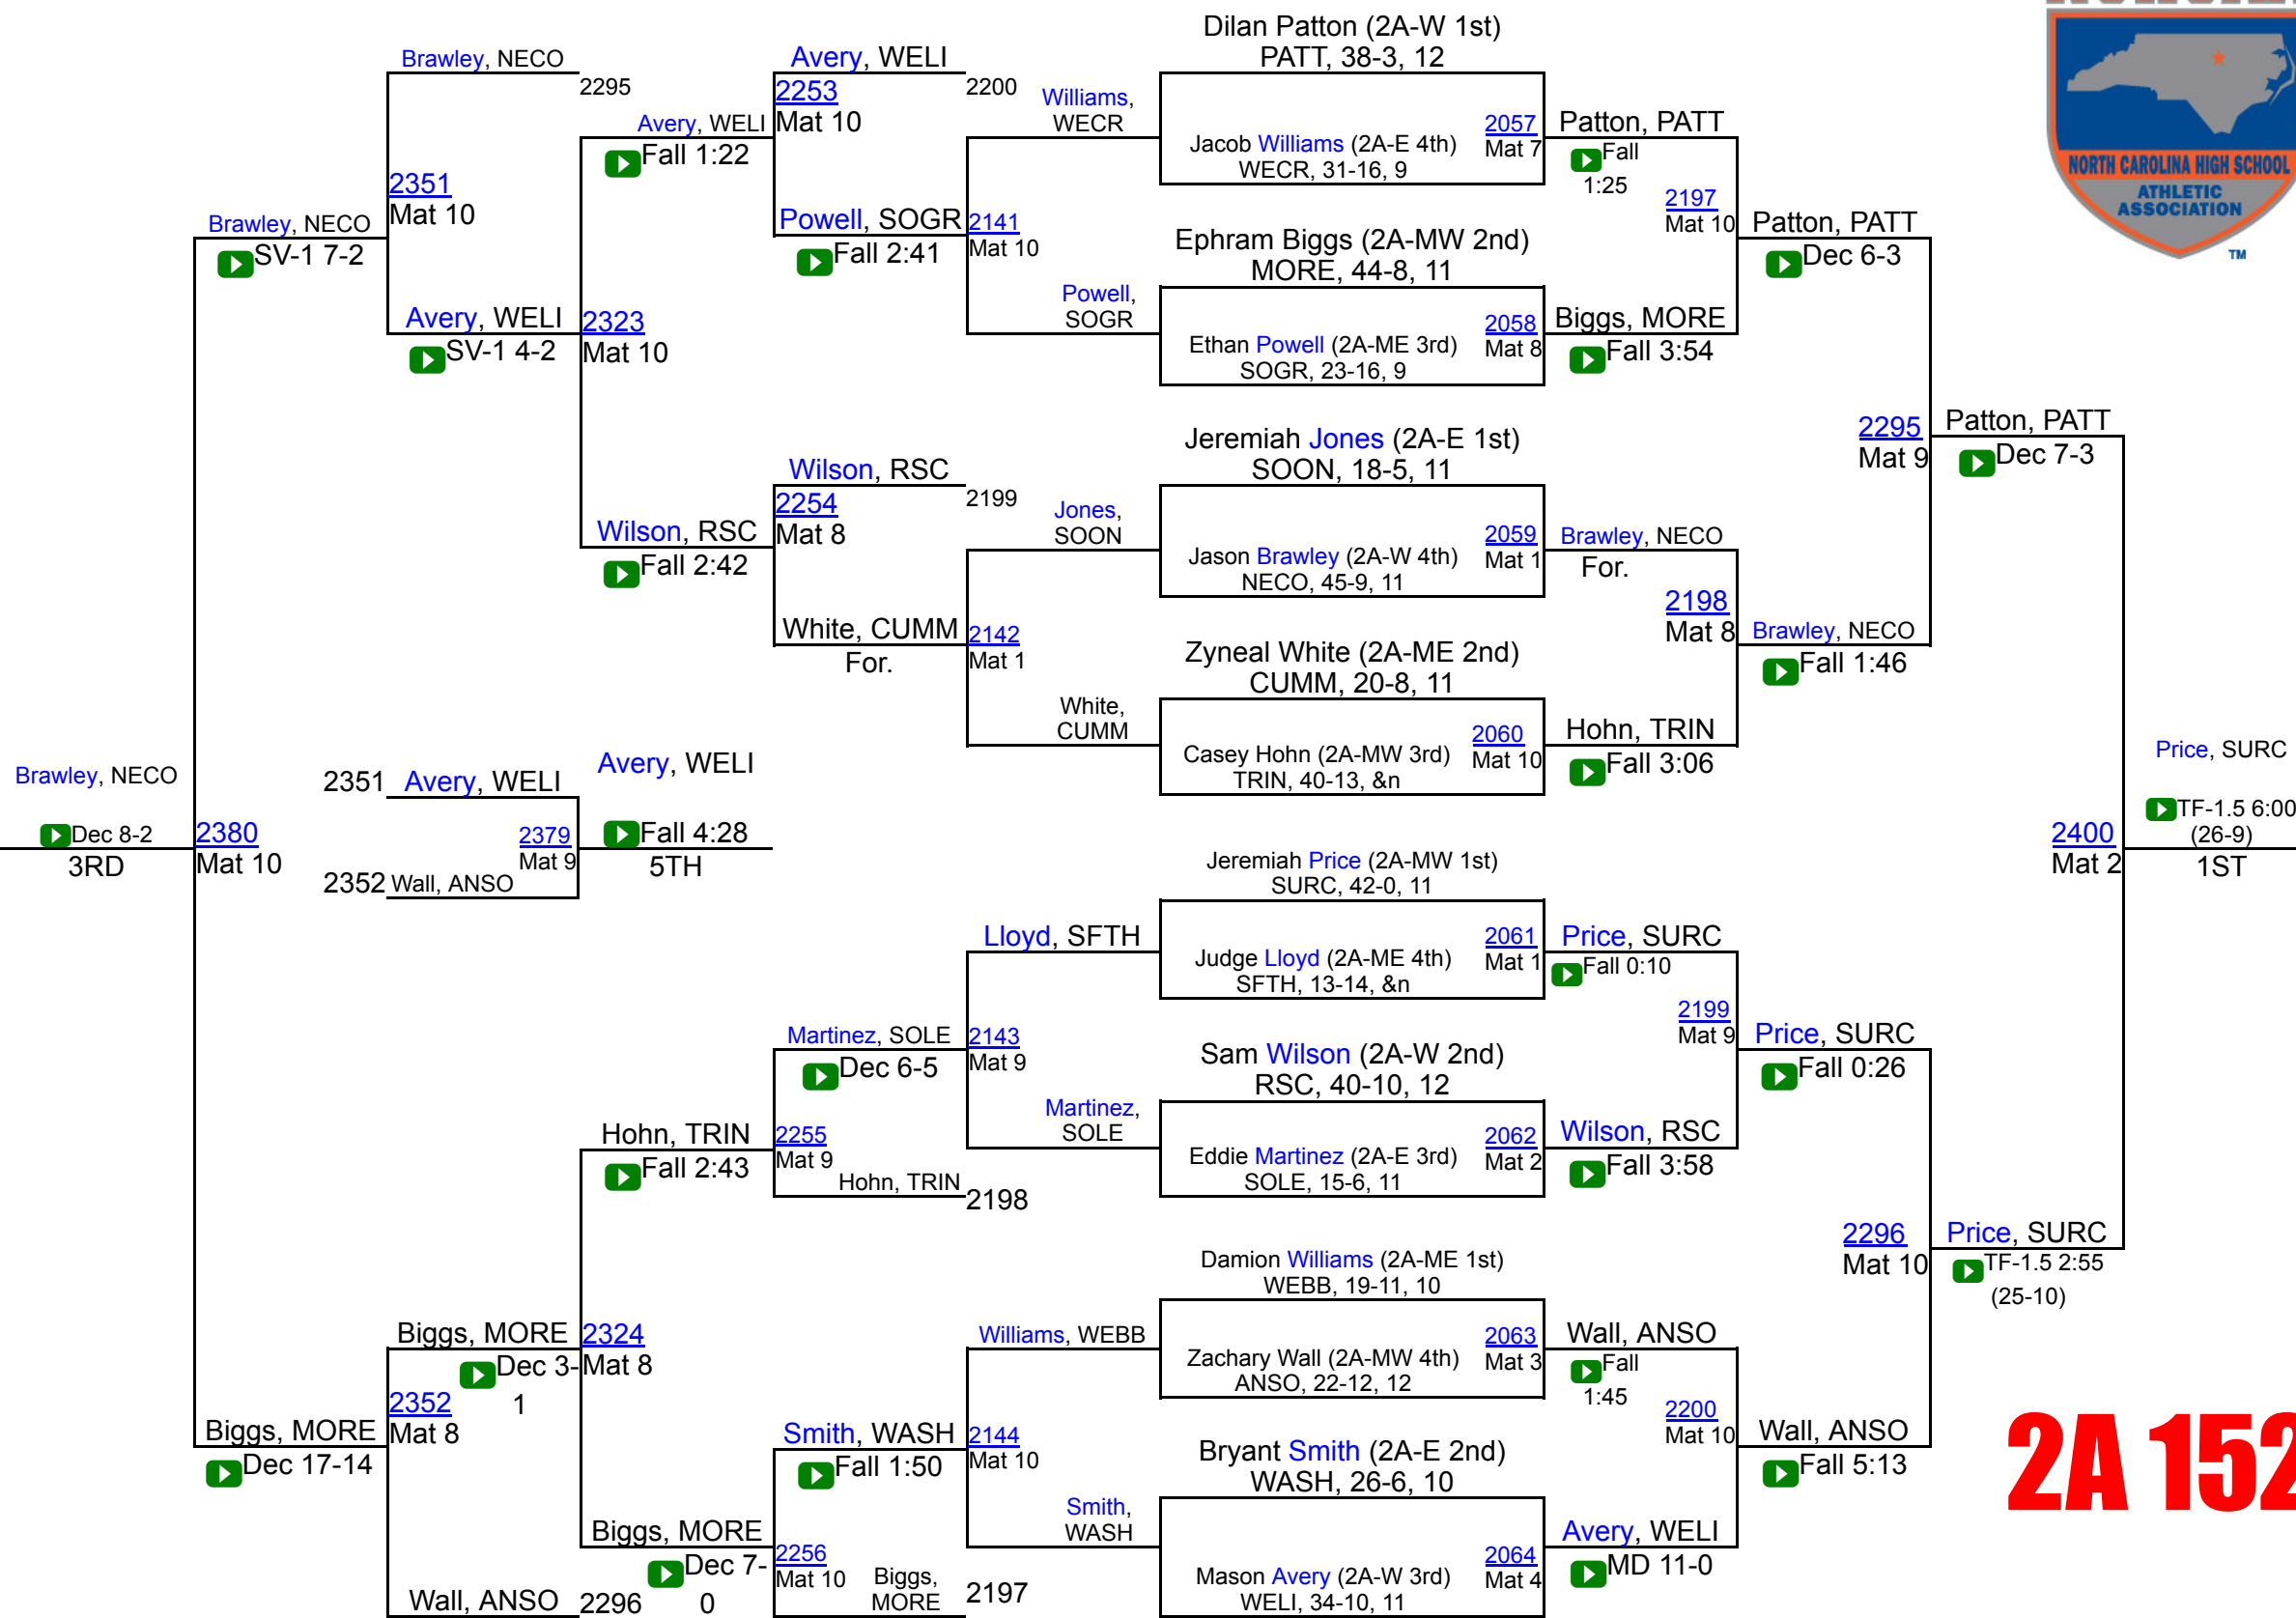 Brawley, NECO
2295
2351
Mat 10
Brawley, NECO
SV-1 7-2
Avery, WELI
SV-1 4-2
Avery, WELI
Fall 1:22
2323
Mat 10
Wilson, RSC
Fall 2:42
Avery, WELI
2200
2253
Mat 10
Powell, SOGR
Fall 2:41
Wilson, RSC
2199
2254
Mat 8
White, CUMM
For.
Williams,
WECR
2141
Mat 10
Powell,
SOGR
Jones,
SOON
2142
Mat 1
White,
CUMM
Dilan Patton (2A-W 1st)
PATT, 38-3, 12
Jacob Williams (2A-E 4th)
WECR, 31-16, 9
2057
Mat 7
Ephram Biggs (2A-MW 2nd)
MORE, 44-8, 11
Ethan Powell (2A-ME 3rd)
SOGR, 23-16, 9
2058
Mat 8
Jeremiah Jones (2A-E 1st)
SOON, 18-5, 11
Jason Brawley (2A-W 4th)
NECO, 45-9, 11
2059
Mat 1
Zyneal White (2A-ME 2nd)
CUMM, 20-8, 11
Casey Hohn (2A-MW 3rd)
TRIN, 40-13, &n
2060
Mat 10
Patton, PATT
Fall
1:25
2197
Mat 10
Biggs, MORE
Fall 3:54
Patton, PATT
Dec 6-3
Brawley, NECO
For.
2198
Mat 8
Hohn, TRIN
Fall 3:06
Brawley, NECO
Fall 1:46
2295
Mat 9
Patton, PATT
Dec 7-3
NORTH CAROLINA HIGH SCHOOL
ATHLETIC
ASSOCIATION
TM
Brawley, NECO
Dec 8-2
3RD
2380
Mat 10
2351 Avery, WELI
2379
Mat 9
2352 Wall, ANSO
Avery, WELI
Fall 4:28
5TH
2400
Mat 2
Price, SURC
TF-1.5 6:00
(26-9)
1ST
Jeremiah Price (2A-MW 1st)
SURC, 42-0, 11
Judge Lloyd (2A-ME 4th)
SFTH, 13-14, &n
2061
Mat 1
Sam Wilson (2A-W 2nd)
RSC, 40-10, 12
Eddie Martinez (2A-E 3rd)
SOLE, 15-6, 11
2062
Mat 2
Damion Williams (2A-ME 1st)
WEBB, 19-11, 10
Zachary Wall (2A-MW 4th)
ANSO, 22-12, 12
2063
Mat 3
Bryant Smith (2A-E 2nd)
WASH, 26-6, 10
Mason Avery (2A-W 3rd)
WELI, 34-10, 11
2064
Mat 4
Lloyd, SFTH
2143
Mat 9
Martinez,
SOLE
Williams, WEBB
2144
Mat 10
Smith,
WASH
Martinez, SOLE
Dec 6-5
2255
Mat 9
Hohn, TRIN
2198
Smith, WASH
Fall 1:50
2256
Mat 10
Biggs,
MORE
2197
Hohn, TRIN
Fall 2:43
2324
Mat 8
Biggs, MORE
Dec 7-
0
Biggs, MORE
Dec 3-
1
2352
Mat 8
Wall, ANSO
2296
Biggs, MORE
Dec 17-14
Price, SURC
Fall 0:10
2199
Mat 9
Wilson, RSC
Fall 3:58
Price, SURC
Fall 0:26
Wall, ANSO
Fall
1:45
2200
Mat 10
Avery, WELI
MD 11-0
Wall, ANSO
Fall 5:13
2296
Mat 10
Price, SURC
TF-1.5 2:55
(25-10)
2A 152